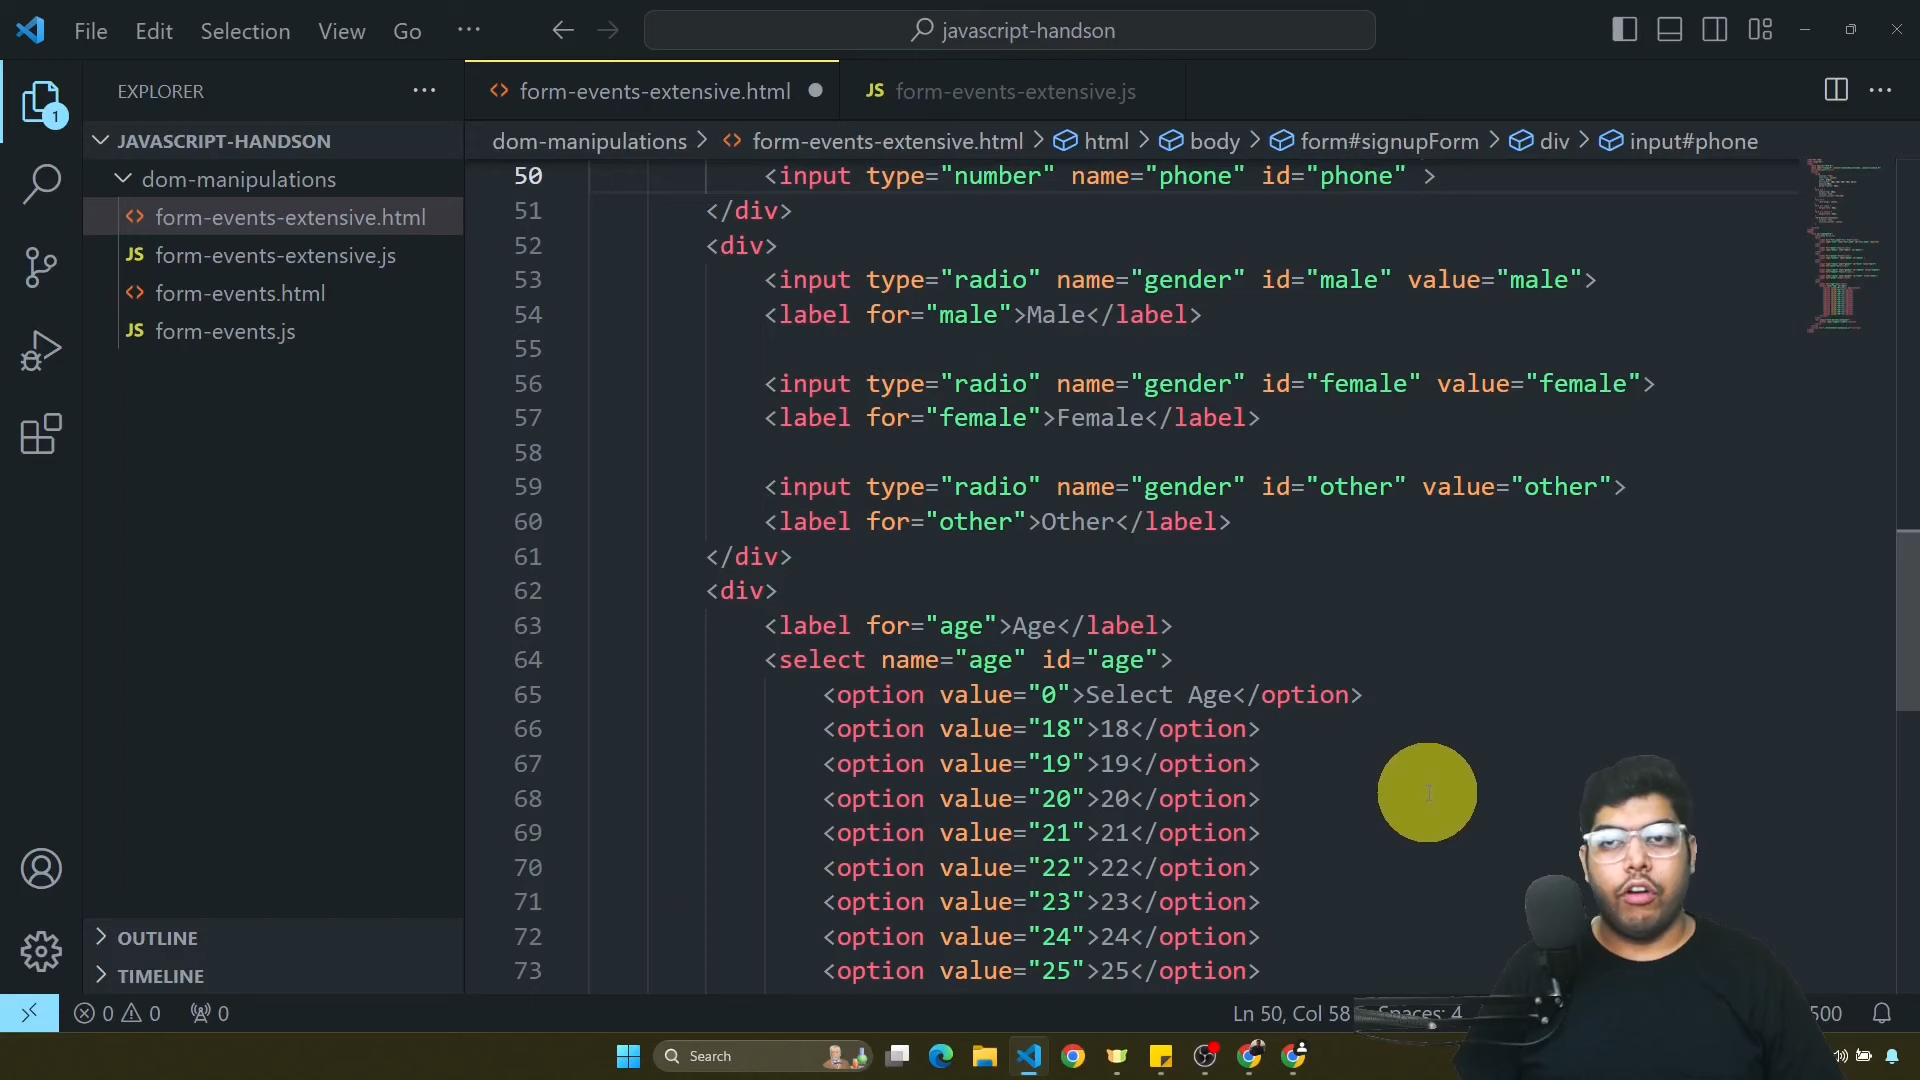 File Edit Selection View Go ··· javascript-handson
EXPLORER ···
form-events-extensive.html
JS form-events-extensive.js
···
1
JAVASCRIPT-HANDSON
dom-manipulations
form-events-extensive.html
JS form-events-extensive.js
form-events.html
JS form-events.js
OUTLINE
TIMELINE
dom-manipulations > form-events-extensive.html > html > body > form#signupForm > div > input#phone
50 <input type="number" name="phone" id="phone" >
51 </div>
52 <div>
53 <input type="radio" name="gender" id="male" value="male">
54 <label for="male">Male</label>
55
56 <input type="radio" name="gender" id="female" value="female">
57 <label for="female">Female</label>
58
59 <input type="radio" name="gender" id="other" value="other">
60 <label for="other">Other</label>
61 </div>
62 <div>
63 <label for="age">Age</label>
64 <select name="age" id="age">
65 <option value="0">Select Age</option>
66 <option value="18">18</option>
67 <option value="19">19</option>
68 <option value="20">20</option>
69 <option value="21">21</option>
70 <option value="22">22</option>
71 <option value="23">23</option>
72 <option value="24">24</option>
73 <option value="25">25</option>
0 0 0 Ln 50, Col 58 Spaces: 4 500
Search